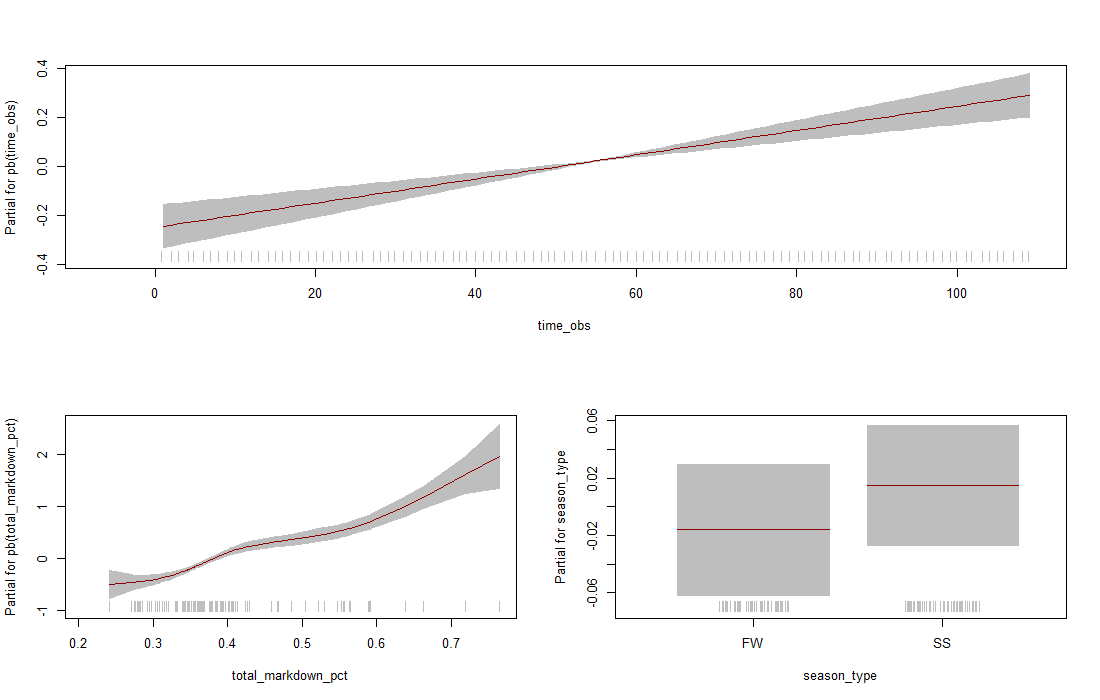 Partial for pb(time_obs)
0.4
0.2
0.0
-0.2
-0.4
0 20 40 60 80 100
time_obs
Partial for pb(total_markdown_pct)
2
1
0
-1
0.2 0.3 0.4 0.5 0.6 0.7
total_markdown_pct
Partial for season_type
0.06
0.02
-0.02
-0.06
FW SS
season_type